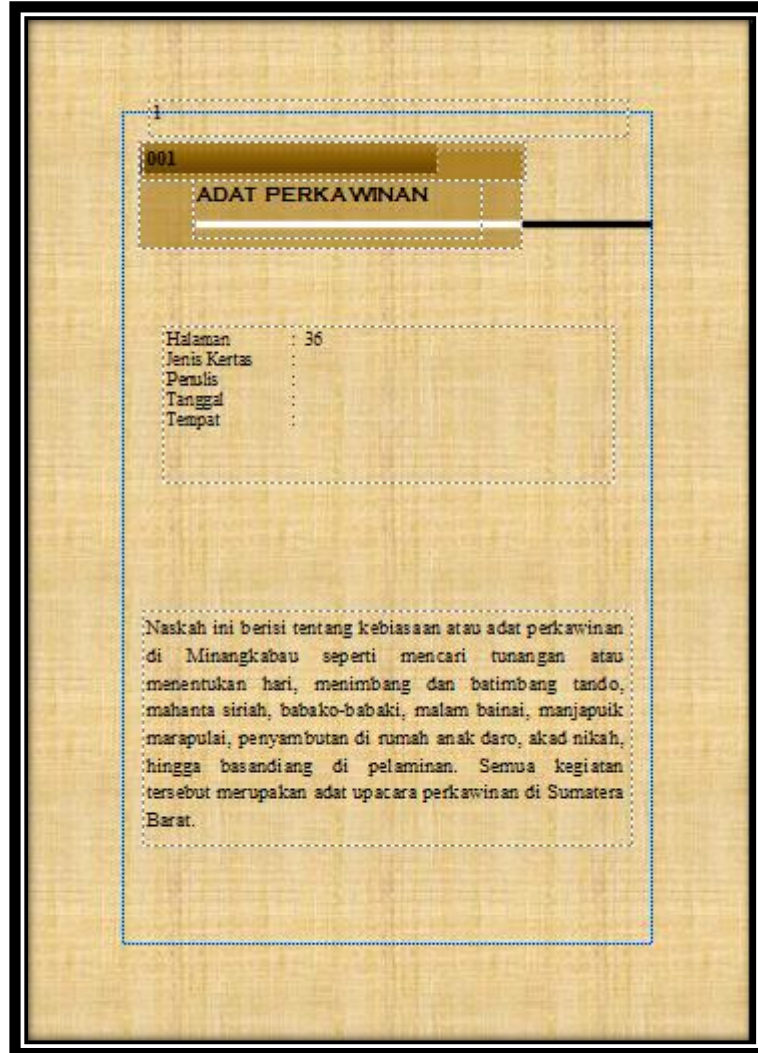 1
001
ADAT PERKAWINAN
Halaman : 36
Jenis Kertas :
Penulis :
Tanggal :
Tempat :
Naskah ini berisi tentang kebiasaan atau adat perkawinan
di Minangkabau seperti mencari tunangan atau
menentukan hari, menimbang dan batimbang tando,
mahanta siriah, babako-babaki, malam bainai, manjapuik
marapulai, penyambutan di rumah anak daro, akad nikah,
hingga basandiang di pelaminan. Semua kegiatan
tersebut merupakan adat upacara perkawinan di Sumatera
Barat.